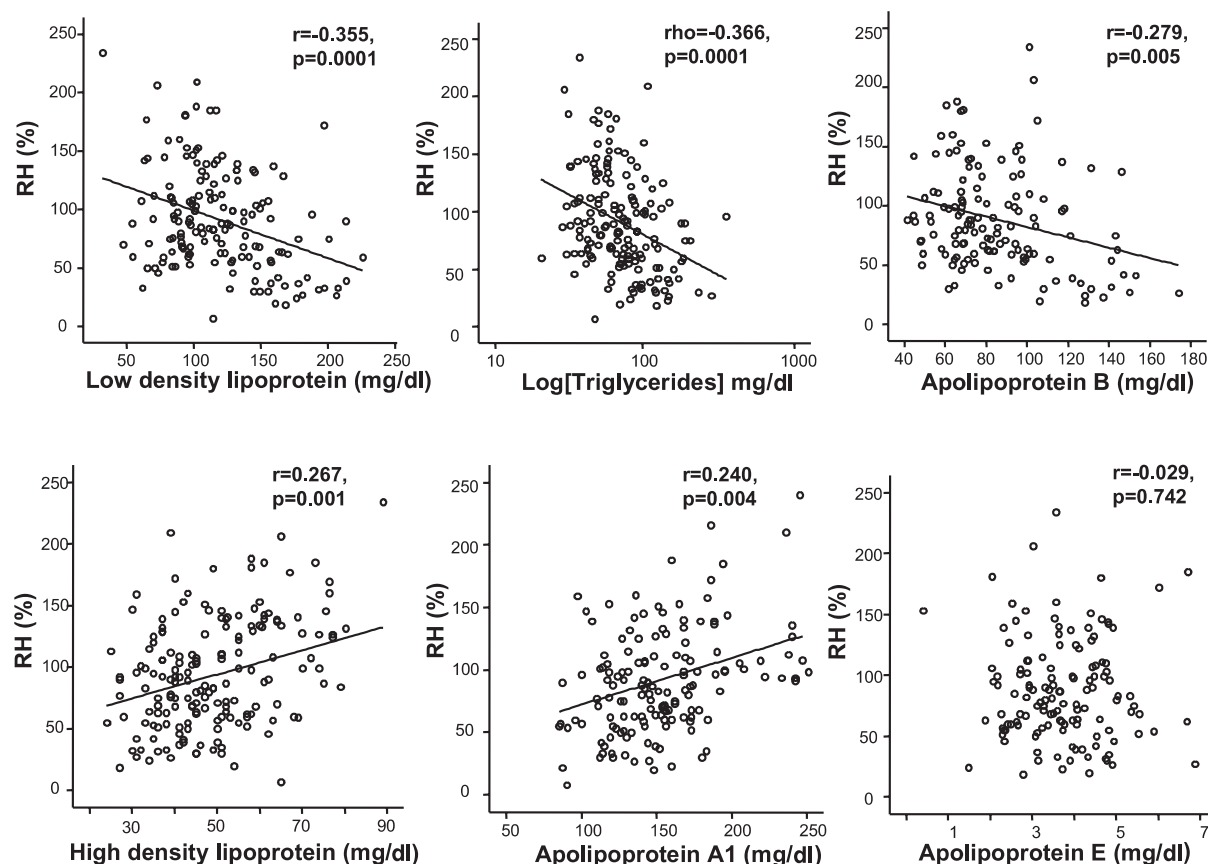 r=-0.355,
p=0.0001
RH (%)
250
200
150
100
50
0
50 100 150 200 250
Low density lipoprotein (mg/dl)
rho=-0.366,
p=0.0001
RH (%)
250
200
150
100
50
0
10 100 1000
Log[Triglycerides] mg/dl
r=-0.279,
p=0.005
RH (%)
250
200
150
100
50
0
40 60 80 100 120 140 160 180
Apolipoprotein B (mg/dl)
r=0.267,
p=0.001
RH (%)
250
200
150
100
50
0
30 50 70 90
High density lipoprotein (mg/dl)
r=0.240,
p=0.004
RH (%)
250
200
150
100
50
0
50 100 150 200 250
Apolipoprotein A1 (mg/dl)
r=-0.029,
p=0.742
RH (%)
250
200
150
100
50
0
1 3 5 7
Apolipoprotein E (mg/dl)